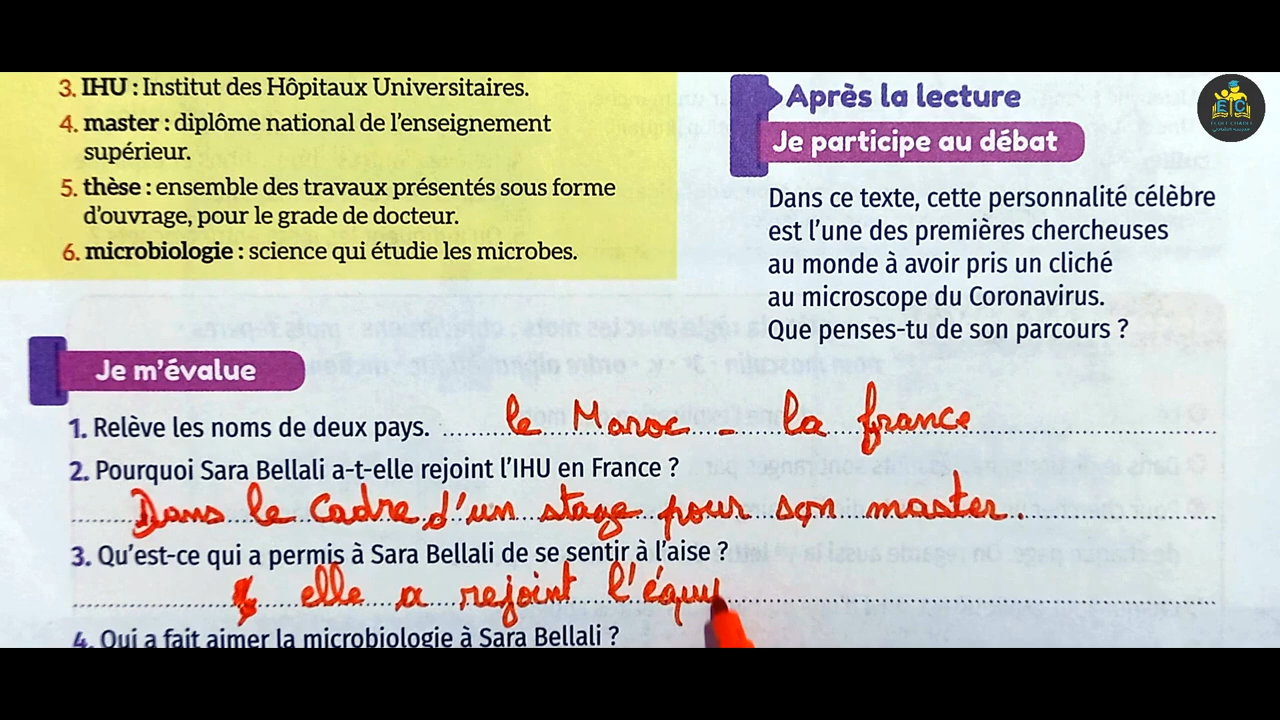 3. IHU : Institut des Hôpitaux Universitaires.
4. master : diplôme national de l'enseignement
supérieur.
5. thèse : ensemble des travaux présentés sous forme
d'ouvrage, pour le grade de docteur.
6. microbiologie : science qui étudie les microbes.
Après la lecture
Je participe au débat
Dans ce texte, cette personnalité célèbre
est l'une des premières chercheuses
au monde à avoir pris un cliché
au microscope du Coronavirus.
Que penses-tu de son parcours ?
Je m'évalue
1. Relève les noms de deux pays. le Maroc - la france
2. Pourquoi Sara Bellali a-t-elle rejoint l'IHU en France ?
Dans le cadre d'un stage pour son master.
3. Qu'est-ce qui a permis à Sara Bellali de se sentir à l'aise ?
elle a rejoint
4. Qui a fait aimer la microbiologie à Sara Bellali ?